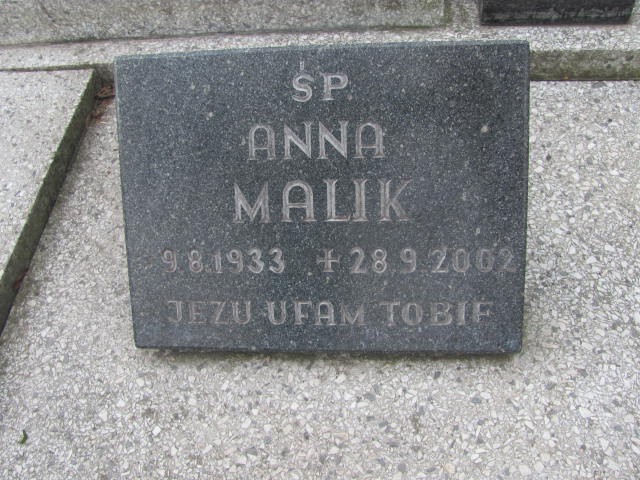 ŚP
ANNA
MALIK
9.8.1933 +28.9.2002
JEZU UFAM TOBIE